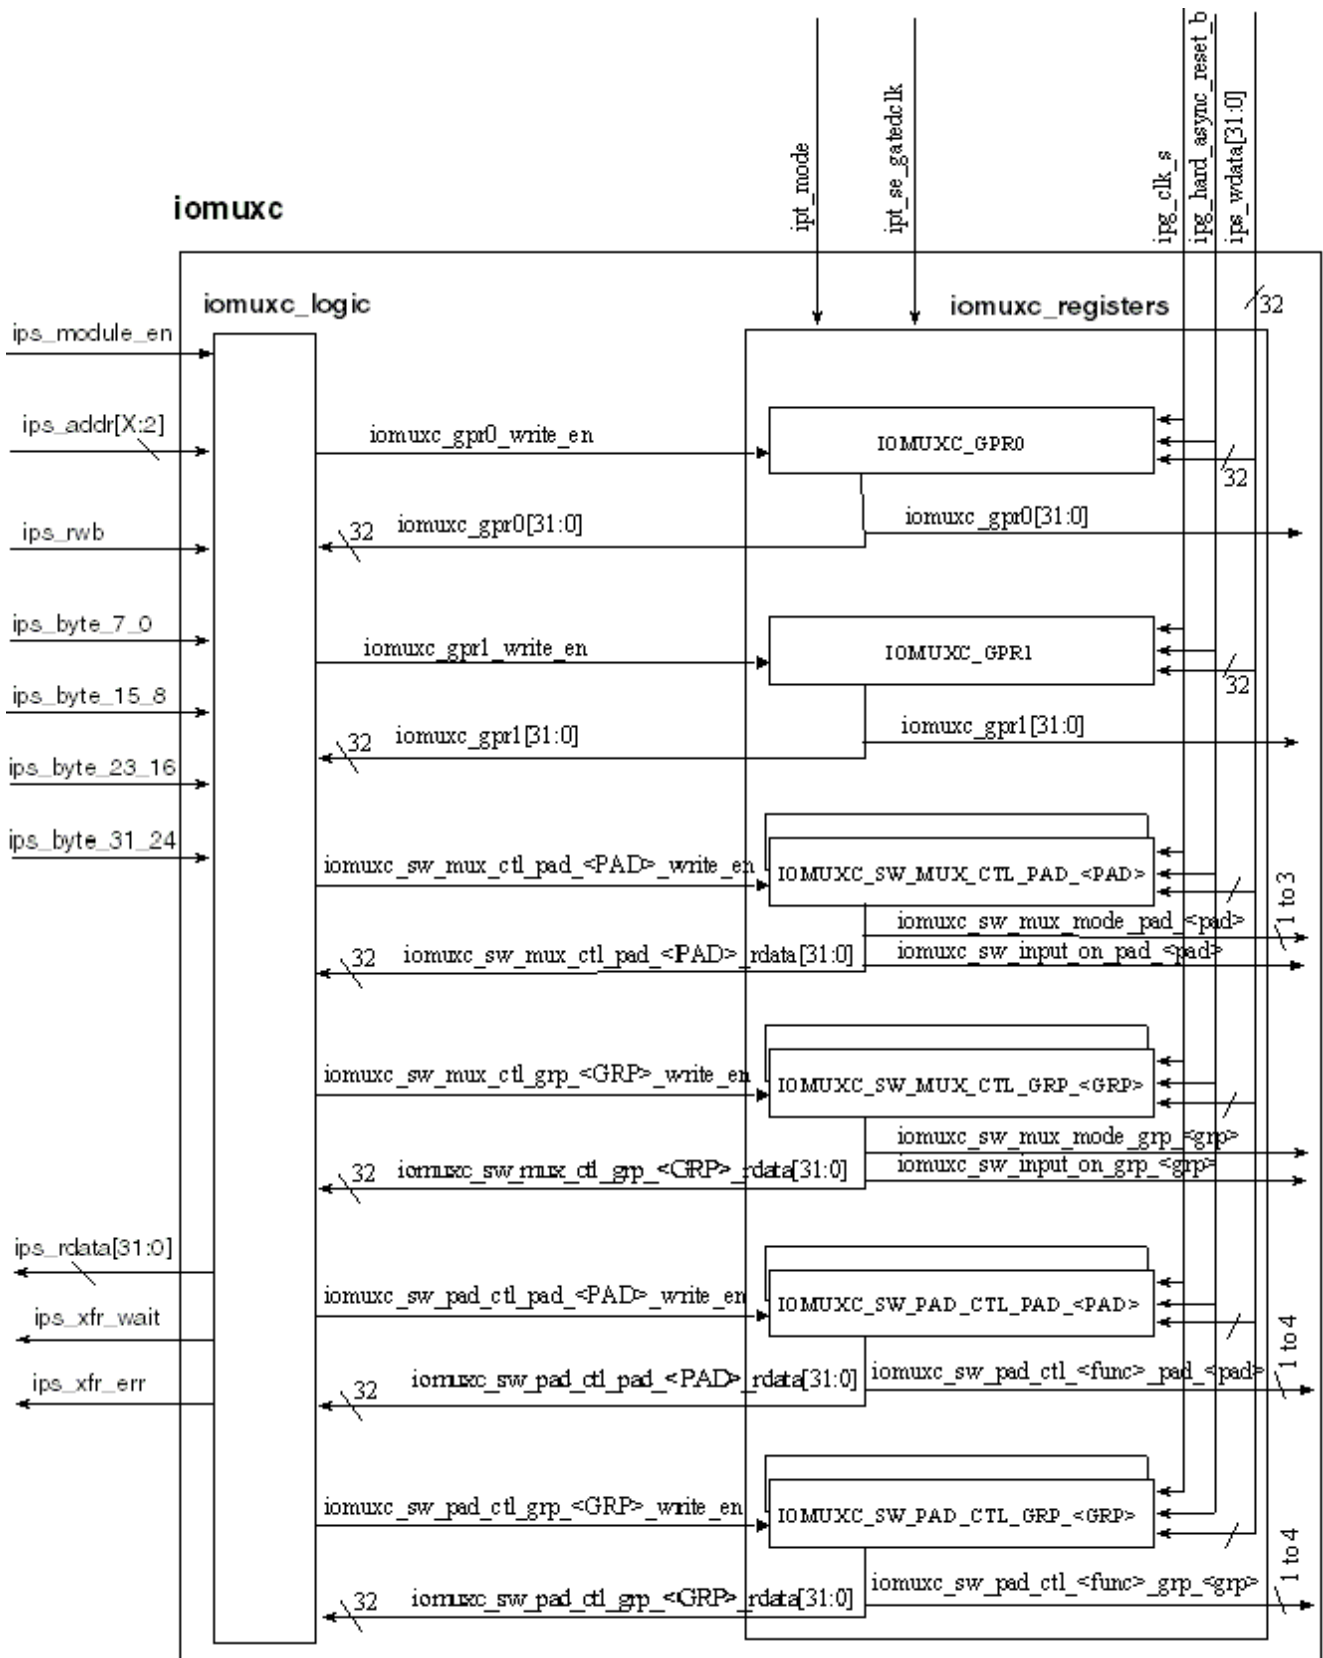 ipt_mode
ipt_se_gatedclk
ipg_clk_s
ipg_hard_async_reset_b
ips_wdata[31:0]
iomuxc
iomuxc_logic
iomuxc_registers
32
ips_module_en
ips_addr[X:2]
iomuxc_gpr0_write_en
IOMUXC_GPR0
32
ips_rwb
32
iomuxc_gpr0[31:0]
iomuxc_gpr0[31:0]
ips_byte_7_0
iomuxc_gpr1_write_en
IOMUXC_GPR1
32
ips_byte_15_8
32
iomuxc_gpr1[31:0]
iomuxc_gpr1[31:0]
ips_byte_23_16
ips_byte_31_24
iomuxc_sw_mux_ctl_pad_<PAD>_write_en
IOMUXC_SW_MUX_CTL_PAD_<PAD>
1 to 3
iomuxc_sw_mux_mode_pad_<pad>
32
iomuxc_sw_mux_ctl_pad_<PAD>_rdata[31:0]
iomuxc_sw_input_on_pad_<pad>
iomuxc_sw_mux_ctl_grp_<GRP>_write_en
IOMUXC_SW_MUX_CTL_GRP_<GRP>
iomuxc_sw_mux_mode_grp_<grp>
32
iomuxc_sw_mux_ctl_grp_<GRP>_rdata[31:0]
iomuxc_sw_input_on_grp_<grp>
ips_rdata[31:0]
iomuxc_sw_pad_ctl_pad_<PAD>_write_en
IOMUXC_SW_PAD_CTL_PAD_<PAD>
ips_xfr_wait
1 to 4
ips_xfr_err
32
iomuxc_sw_pad_ctl_pad_<PAD>_rdata[31:0]
iomuxc_sw_pad_ctl_<func>_pad_<pad>
iomuxc_sw_pad_ctl_grp_<GRP>_write_en
IOMUXC_SW_PAD_CTL_GRP_<GRP>
1 to 4
32
iomuxc_sw_pad_ctl_grp_<GRP>_rdata[31:0]
iomuxc_sw_pad_ctl_<func>_grp_<grp>